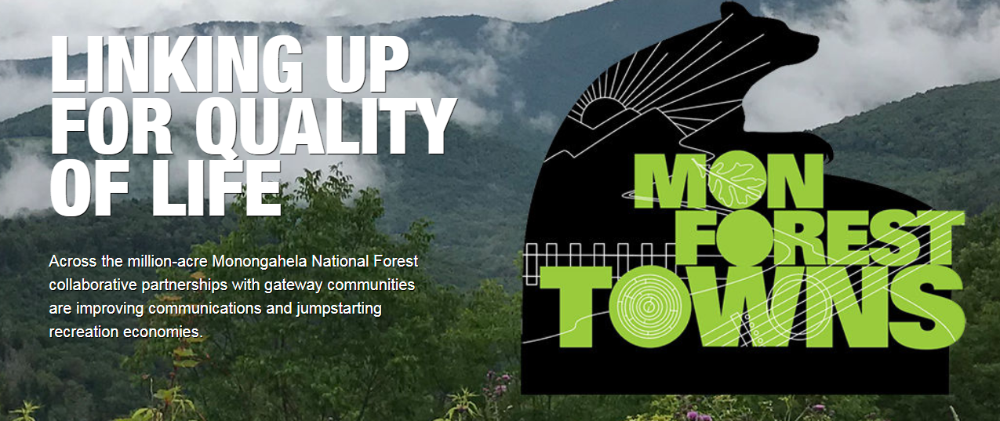 LINKING UP
FOR QUALITY
OF LIFE
Across the million-acre Monongahela National Forest
collaborative partnerships with gateway communities
are improving communications and jumpstarting
recreation economies.
MON
FOREST
TOWNS